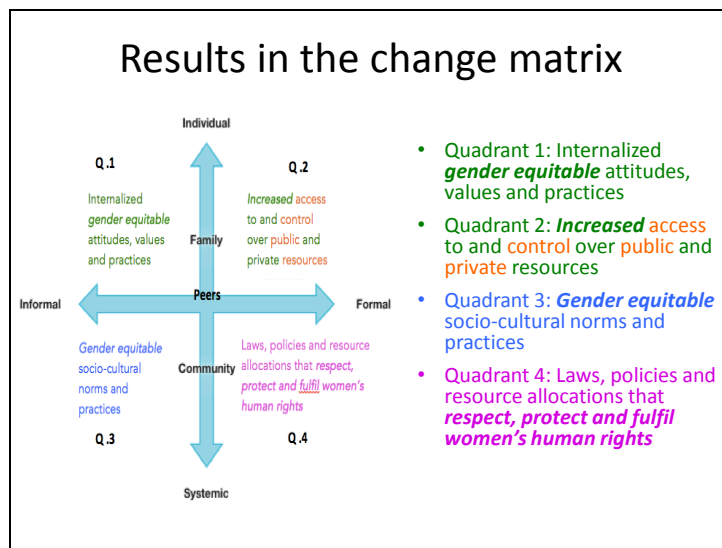 Results in the change matrix
Individual
Q .1
Q .2
Internalized
gender equitable
attitudes, values
and practices
Increased access
to and control
over public and
private resources
Family
Peers
Informal
Formal
Gender equitable
socio-cultural
norms and
practices
Community
Laws, policies and resource
allocations that respect,
protect and fulfil women's
human rights
Q .3
Q .4
Systemic
• Quadrant 1: Internalized
gender equitable attitudes,
values and practices
• Quadrant 2: Increased access
to and control over public and
private resources
• Quadrant 3: Gender equitable
socio-cultural norms and
practices
• Quadrant 4: Laws, policies and
resource allocations that
respect, protect and fulfil
women's human rights